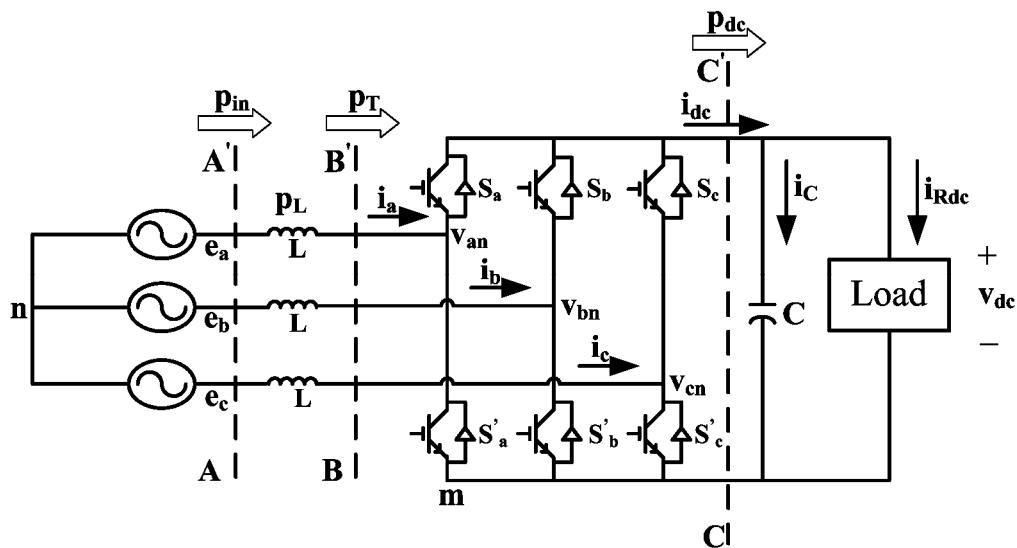 p_dc
C'
i_dc
p_in
p_T
A'
B'
p_L
i_a
S_a
S_b
S_c
i_C
i_Rdc
e_a
L
v_an
n
e_b
L
i_b
v_bn
C
Load
+
v_dc
−
e_c
L
i_c
v_cn
S'_a
S'_b
S'_c
A
B
m
C